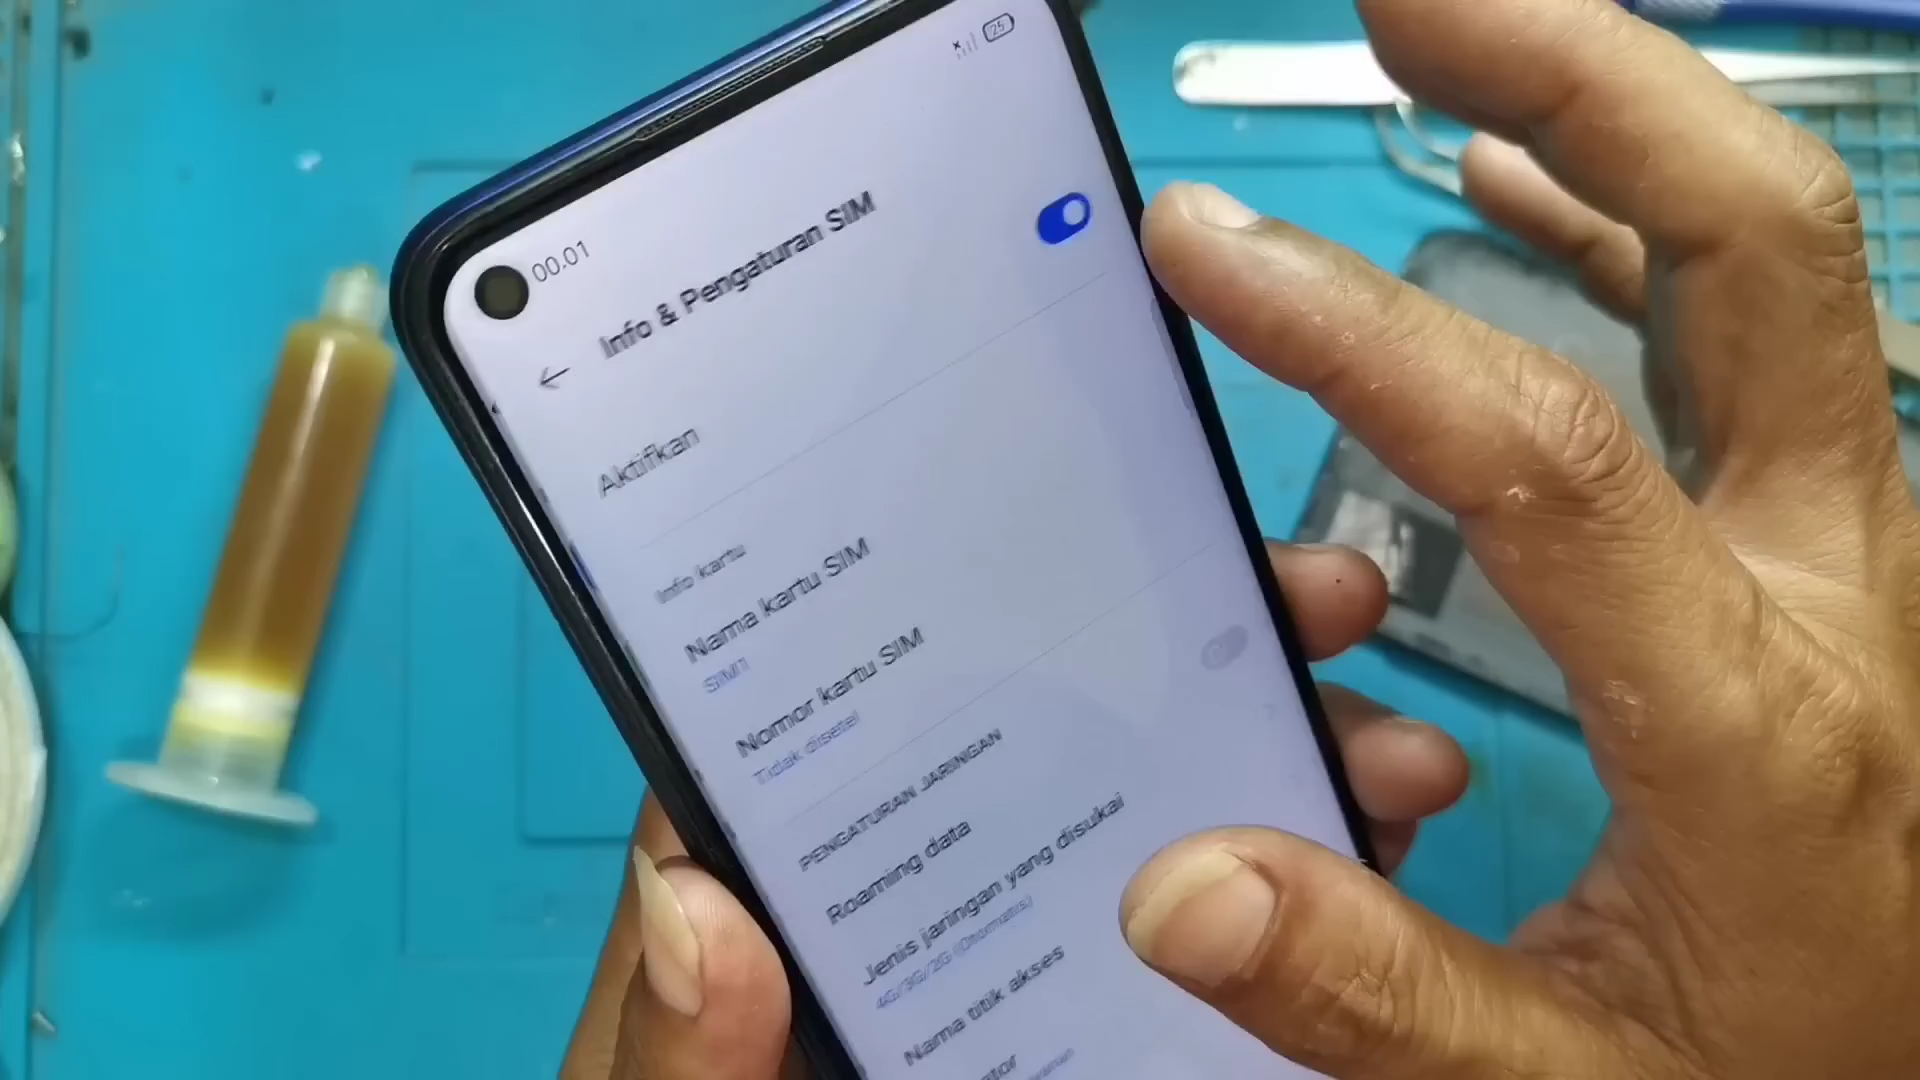 25
00.01
Info & Pengaturan SIM
Aktifkan
Info kartu
Nama kartu SIM
SIM1
Nomor kartu SIM
Tidak disetel
PENGATURAN JARINGAN
Roaming data
Jenis jaringan yang disukai
4G/3G/2G (Otomatis)
Nama titik akses